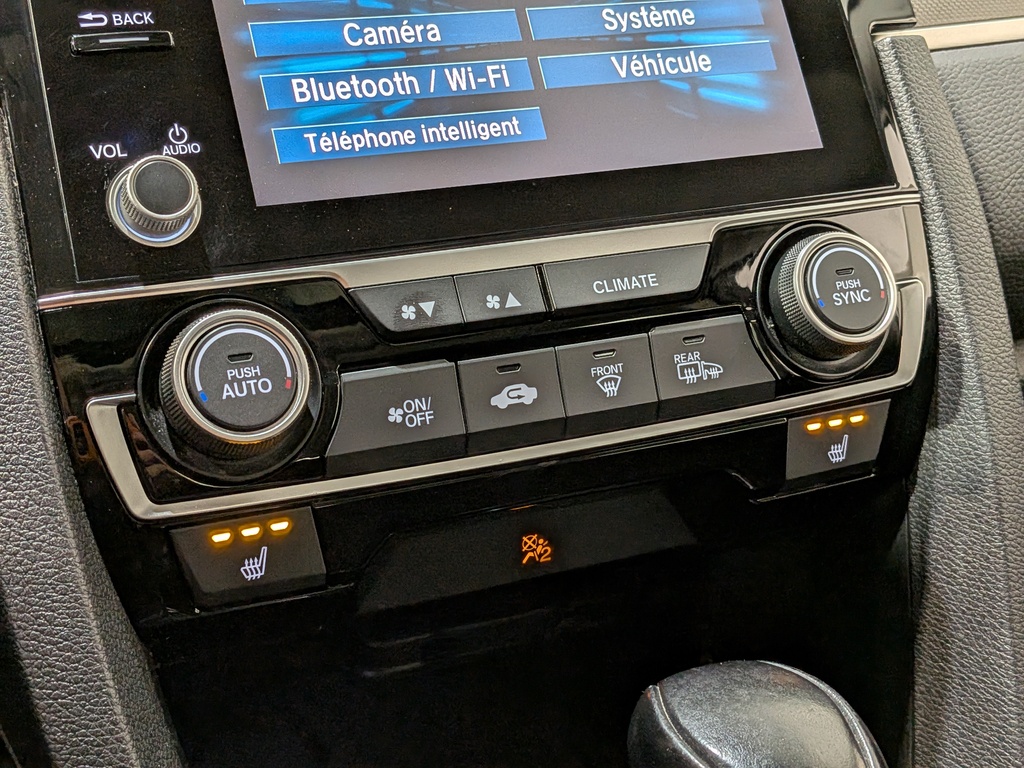 BACK
Caméra
Système
Bluetooth / Wi-Fi
Véhicule
Téléphone intelligent
VOL
AUDIO
CLIMATE
PUSH
SYNC
PUSH
AUTO
ON/
OFF
FRONT
REAR
2